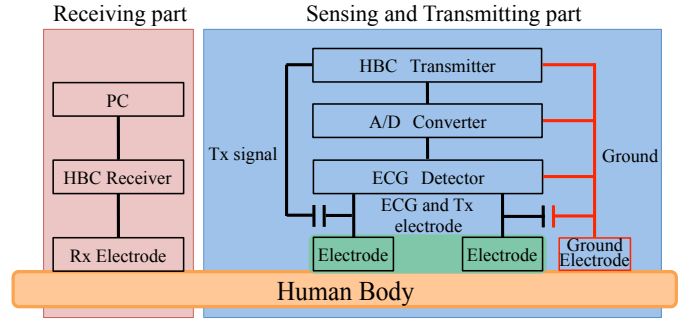 Receiving part
Sensing and Transmitting part
PC
HBC Receiver
Rx Electrode
HBC Transmitter
A/D Converter
Tx signal
Ground
ECG Detector
ECG and Tx
electrode
Electrode
Electrode
Ground
Electrode
Human Body